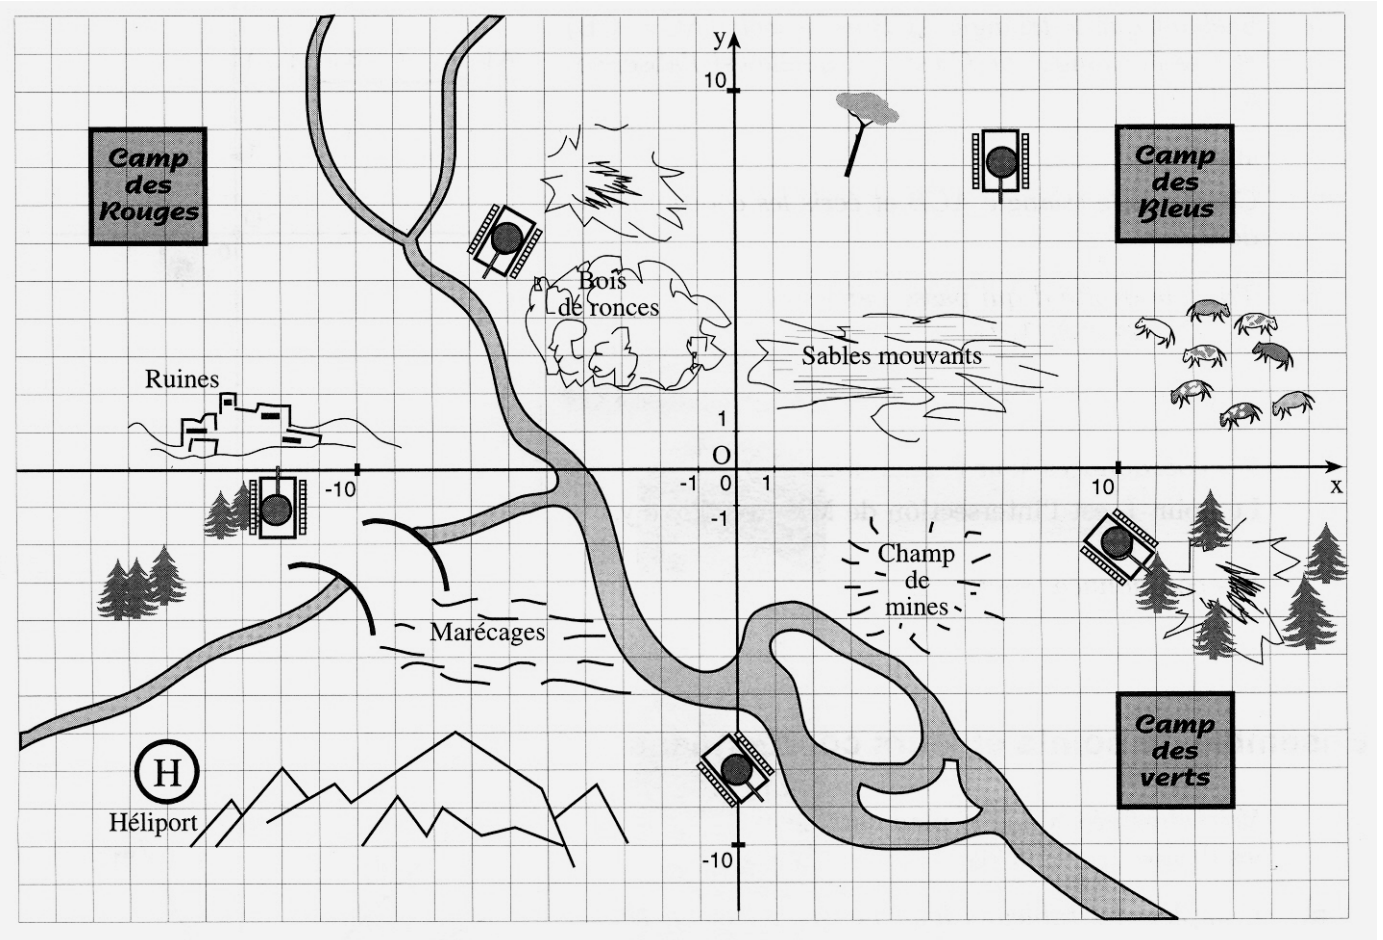 y
10
Camp
des
Rouges
Camp
des
Bleus
Bois
de ronces
Sables mouvants
Ruines
1
O
-10
-1
0
1
10
x
-1
Champ
de
mines
Marécages
Camp
des
verts
H
Héliport
-10